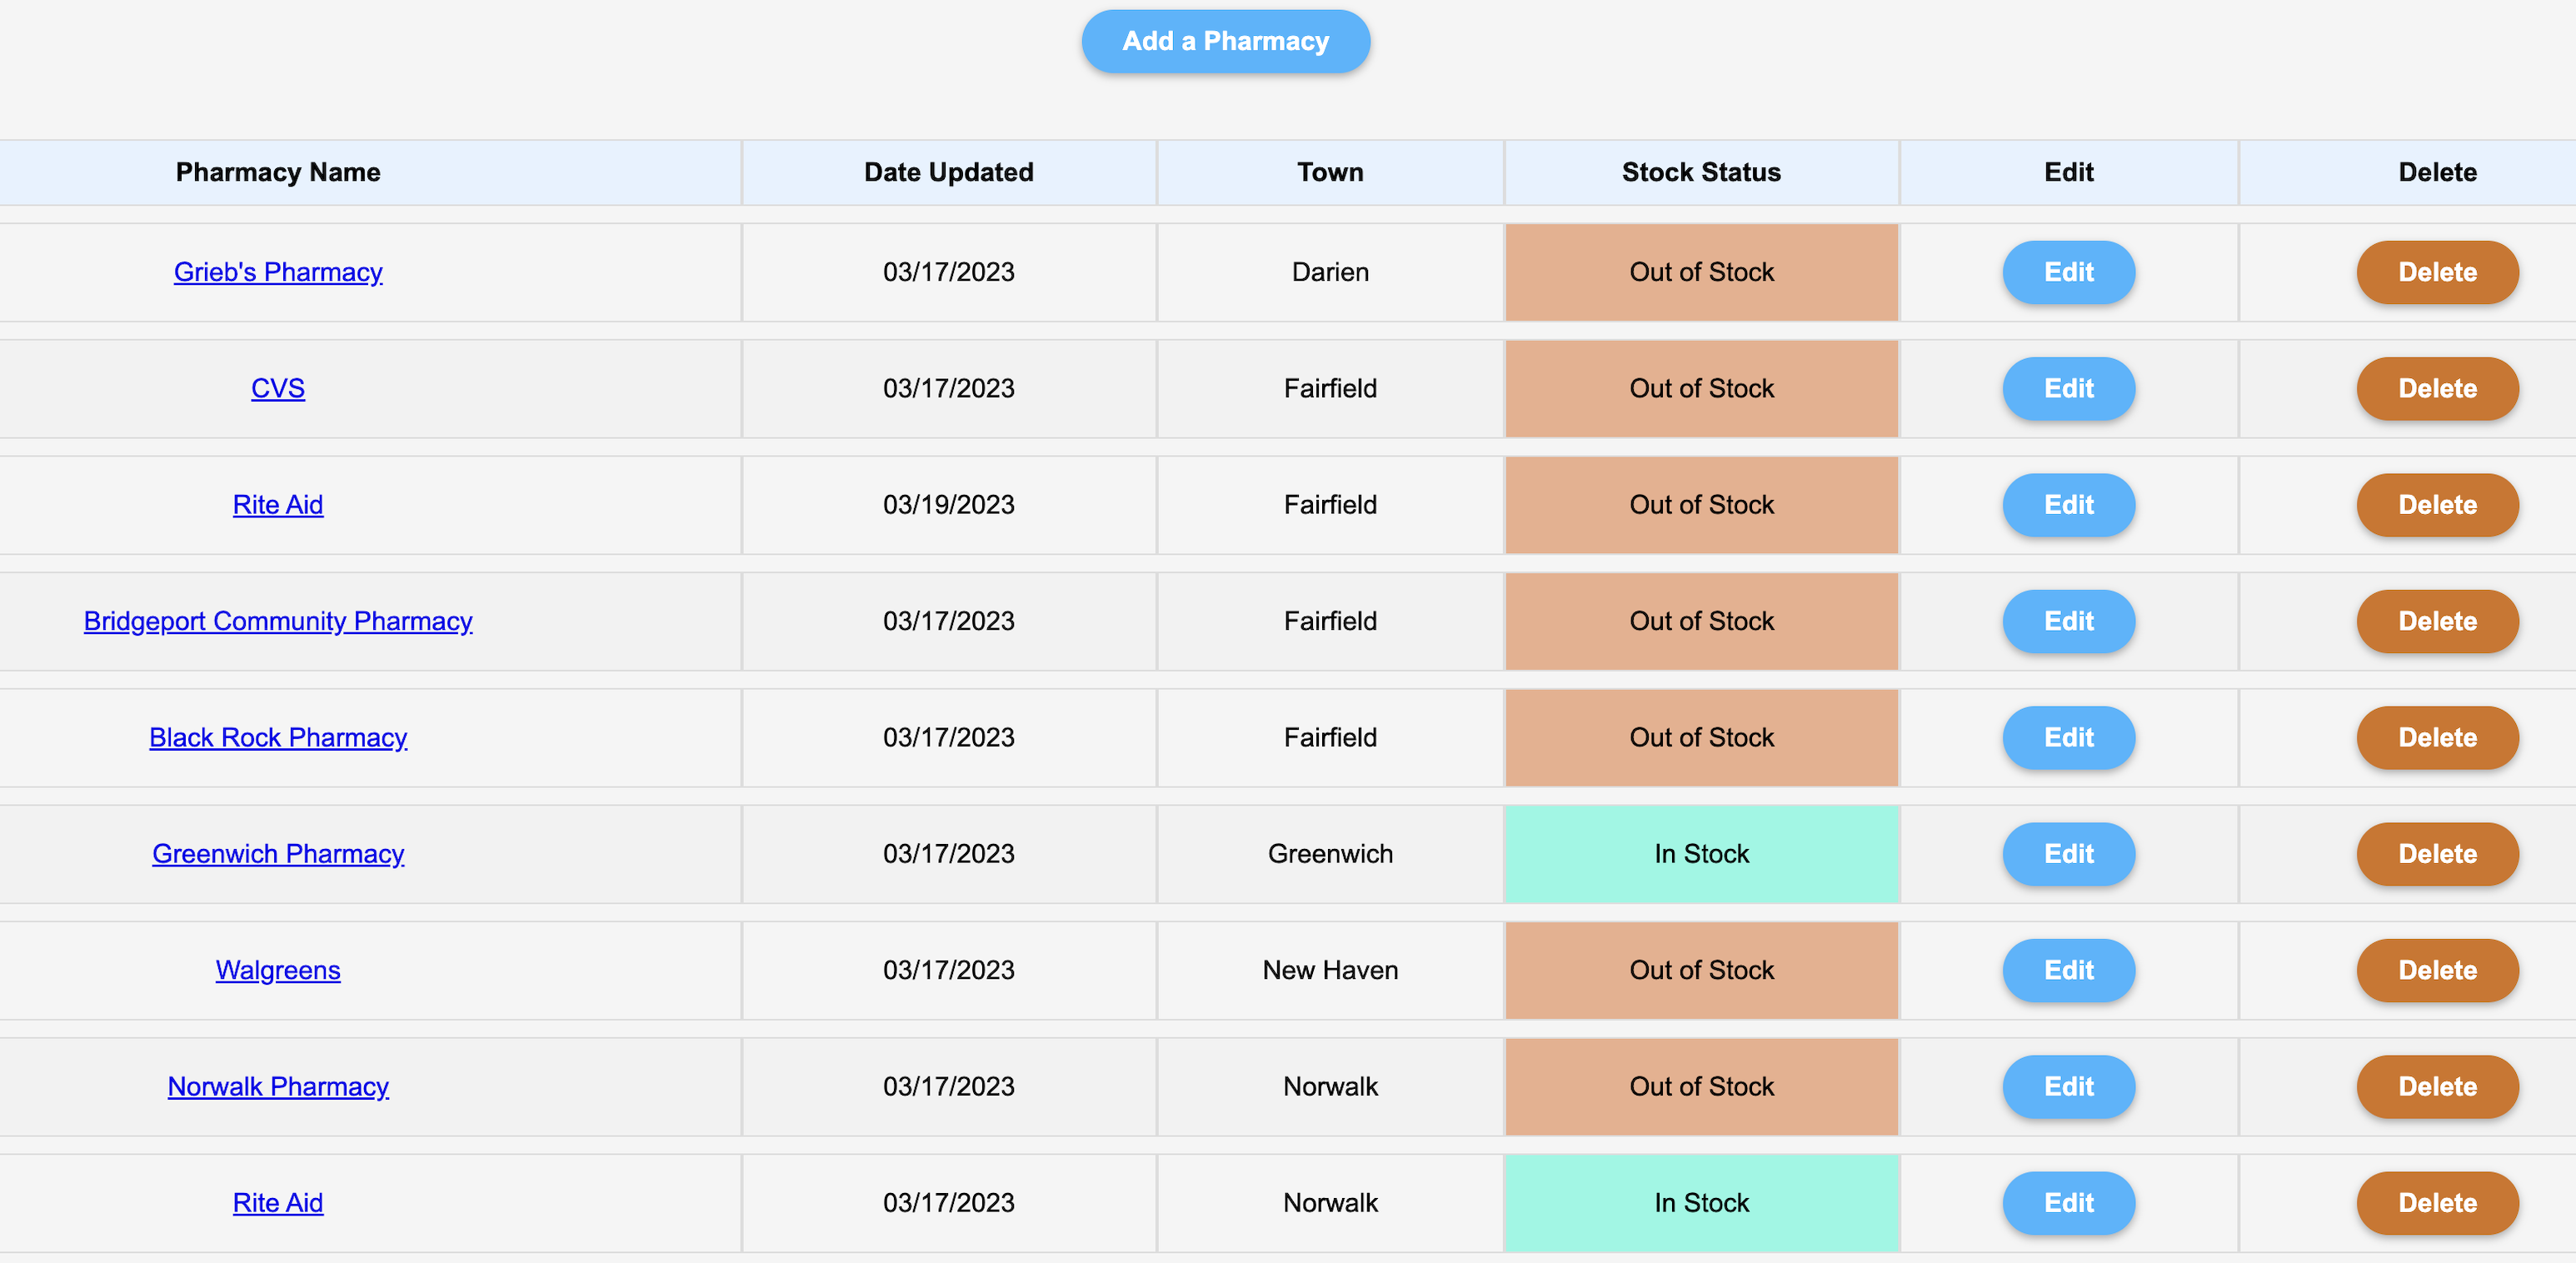 Add a Pharmacy
Pharmacy Name Date Updated Town Stock Status Edit Delete
Grieb's Pharmacy 03/17/2023 Darien Out of Stock Edit Delete
CVS 03/17/2023 Fairfield Out of Stock Edit Delete
Rite Aid 03/19/2023 Fairfield Out of Stock Edit Delete
Bridgeport Community Pharmacy 03/17/2023 Fairfield Out of Stock Edit Delete
Black Rock Pharmacy 03/17/2023 Fairfield Out of Stock Edit Delete
Greenwich Pharmacy 03/17/2023 Greenwich In Stock Edit Delete
Walgreens 03/17/2023 New Haven Out of Stock Edit Delete
Norwalk Pharmacy 03/17/2023 Norwalk Out of Stock Edit Delete
Rite Aid 03/17/2023 Norwalk In Stock Edit Delete